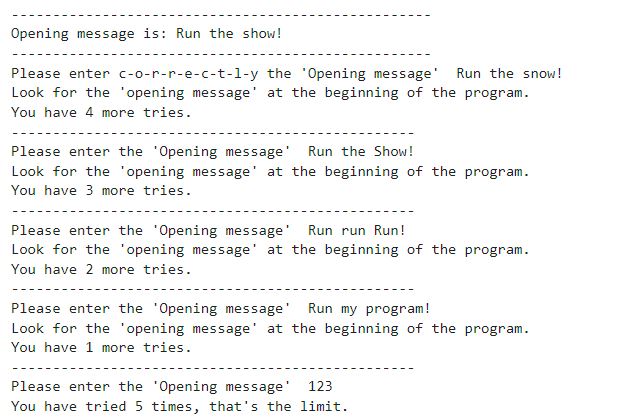 --------------------------------------------------
Opening message is: Run the show!
--------------------------------------------------
Please enter c-o-r-r-e-c-t-l-y the 'Opening message'  Run the snow!
Look for the 'opening message' at the beginning of the program.
You have 4 more tries.
------------------------------------------------
Please enter the 'Opening message'  Run the Show!
Look for the 'opening message' at the beginning of the program.
You have 3 more tries.
------------------------------------------------
Please enter the 'Opening message'  Run run Run!
Look for the 'opening message' at the beginning of the program.
You have 2 more tries.
------------------------------------------------
Please enter the 'Opening message'  Run my program!
Look for the 'opening message' at the beginning of the program.
You have 1 more tries.
------------------------------------------------
Please enter the 'Opening message'  123
You have tried 5 times, that's the limit.